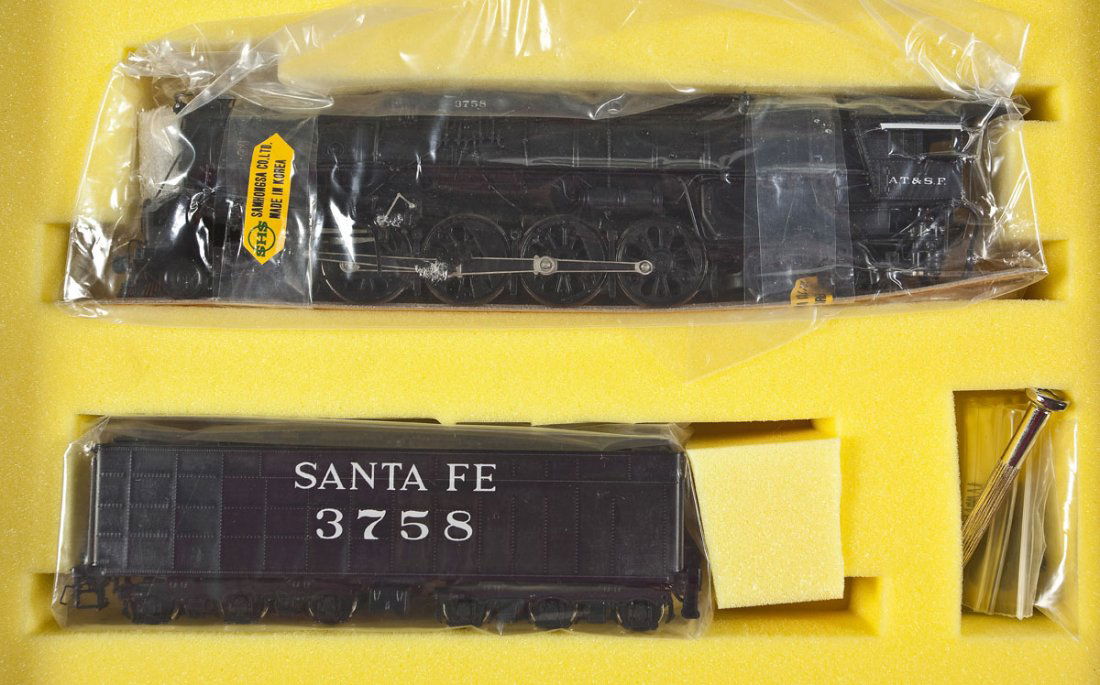 3758
A.T.& S.F.
SHS
SAMHONGSA CO.LTD.
MADE IN KOREA
SANTA FE
3758